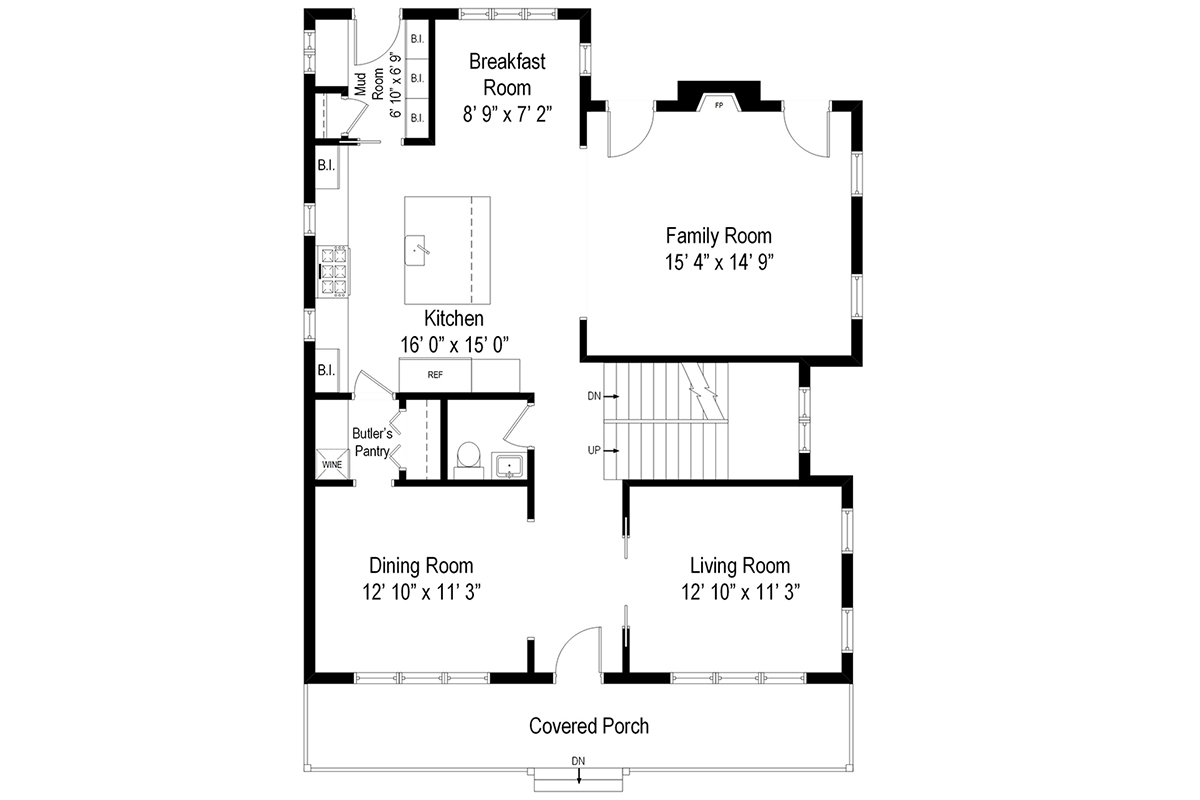 B.I.
B.I.
B.I.
Mud
Room
6' 10" x 6' 9"
Breakfast
Room
8' 9” x 7' 2”
FP
B.I.
Family Room
15' 4” x 14' 9”
Kitchen
16' 0” x 15' 0”
B.I.
REF
DN
UP
Butler's
Pantry
WINE
Dining Room
12' 10” x 11' 3”
Living Room
12' 10” x 11' 3”
Covered Porch
DN